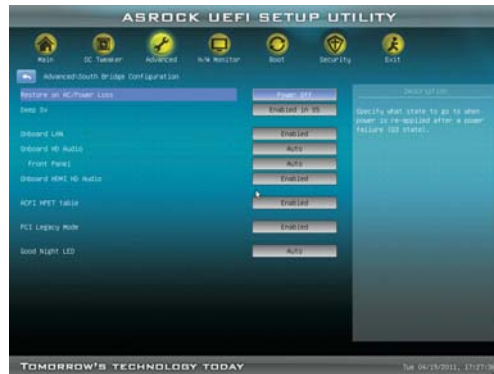 ASROCK UEFI SETUP UTILITY
Main OC Tweaker Advanced H/W Monitor Boot Security Exit
Advanced\South Bridge Configuration
Restore on AC/Power Loss Power Off
Deep Sx Enabled in S5
Onboard LAN Enabled
Onboard HD Audio Auto
Front Panel Auto
Onboard HDMI HD Audio Enabled
ACPI HPET table Enabled
PCI Legacy Mode Enabled
Good Night LED Auto
Description
Specify what state to go to when
power is re-applied after a power
failure (G3 state).
TOMORROW'S TECHNOLOGY TODAY
Tue 04/19/2011, 17:27: